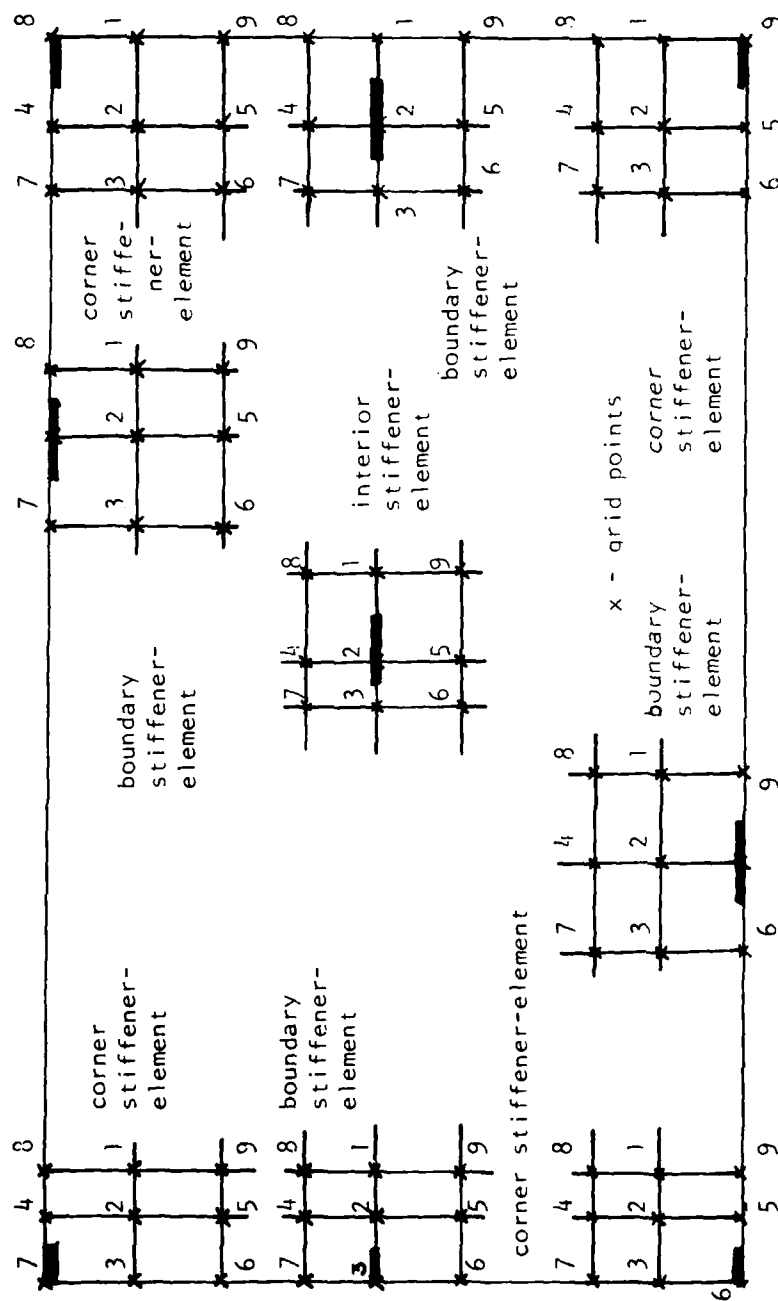 7 4 8
7 8
7 4 8
3 2 1
3 2 1
3 2 1
6 5 9
6 5 9
6 5 9
corner
stiffener-
element
boundary
stiffener-
element
corner
stiffe-
ner-
element
7 4 8
7 4 8
7 4 8
3 2 1
3 2 1
3 2 1
6 5 9
6 5 9
6 5 9
boundary
stiffener-
element
interior
stiffener-
element
boundary
stiffener-
element
corner stiffener-element
7 4 8
7 4 8
7 4 8
3 2 1
3 2 1
3 2 1
6 5 9
6 9
6 5 9
x - grid points
boundary
stiffener-
element
corner
stiffener-
element